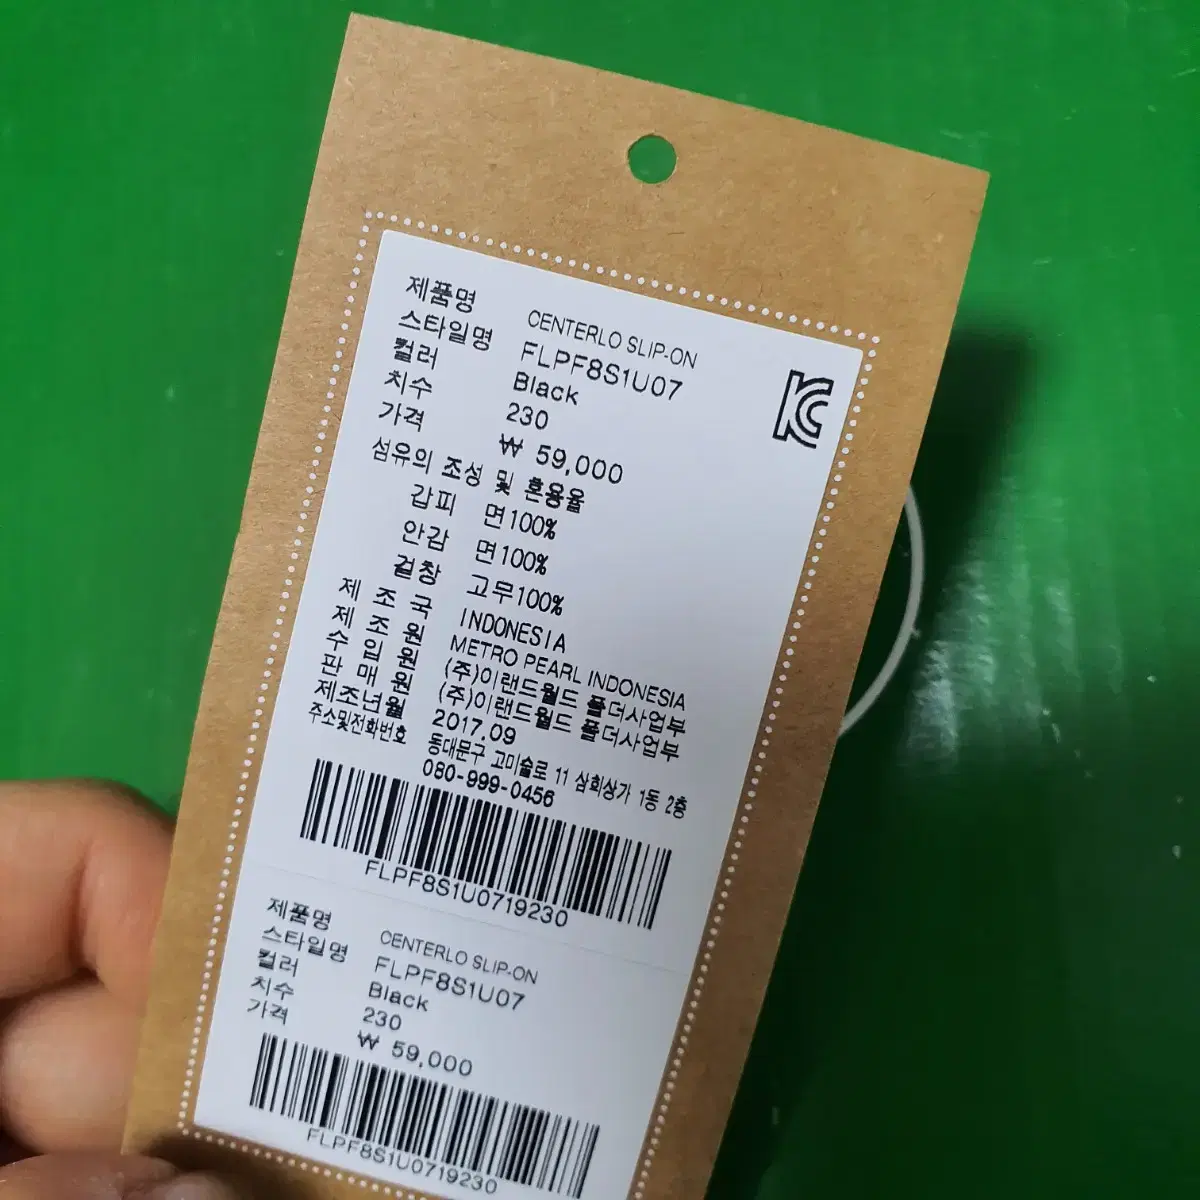 제품명 CENTERLO SLIP-ON
스타일명 FLPF8S1U07
컬러 Black
치수 230
가격 ₩ 59,000
섬유의 조성 및 혼용율
갑피 면100%
안감 면100%
겉창 고무100%
제 조 국 INDONESIA
제 조 원 METRO PEARL INDONESIA
수 입 원 (주)이랜드월드 폴더사업부
판 매 원 (주)이랜드월드 폴더사업부
제조년월 2017.09
주소및전화번호 동대문구 고미술로 11 삼희상가 1동 2층
080-999-0456
FLPF8S1U0719230
제품명 CENTERLO SLIP-ON
스타일명 FLPF8S1U07
컬러 Black
치수 230
가격 ₩ 59,000
FLPF8S1U0719230